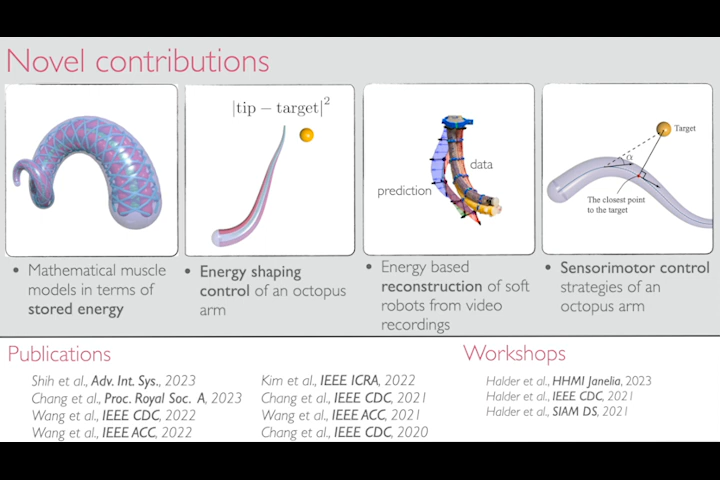 Novel contributions
|tip − target|²
data
prediction
Target
α
The closest point
to the target
• Mathematical muscle
models in terms of
stored energy
• Energy shaping
control of an octopus
arm
• Energy based
reconstruction of soft
robots from video
recordings
• Sensorimotor control
strategies of an
octopus arm
Publications
Shih et al., Adv. Int. Sys., 2023
Chang et al., Proc. Royal Soc. A, 2023
Wang et al., IEEE CDC, 2022
Wang et al., IEEE ACC, 2022
Kim et al., IEEE ICRA, 2022
Chang et al., IEEE CDC, 2021
Wang et al., IEEE ACC, 2021
Chang et al., IEEE CDC, 2020
Workshops
Halder et al., HHMI Janelia, 2023
Halder et al., IEEE CDC, 2021
Halder et al., SIAM DS, 2021